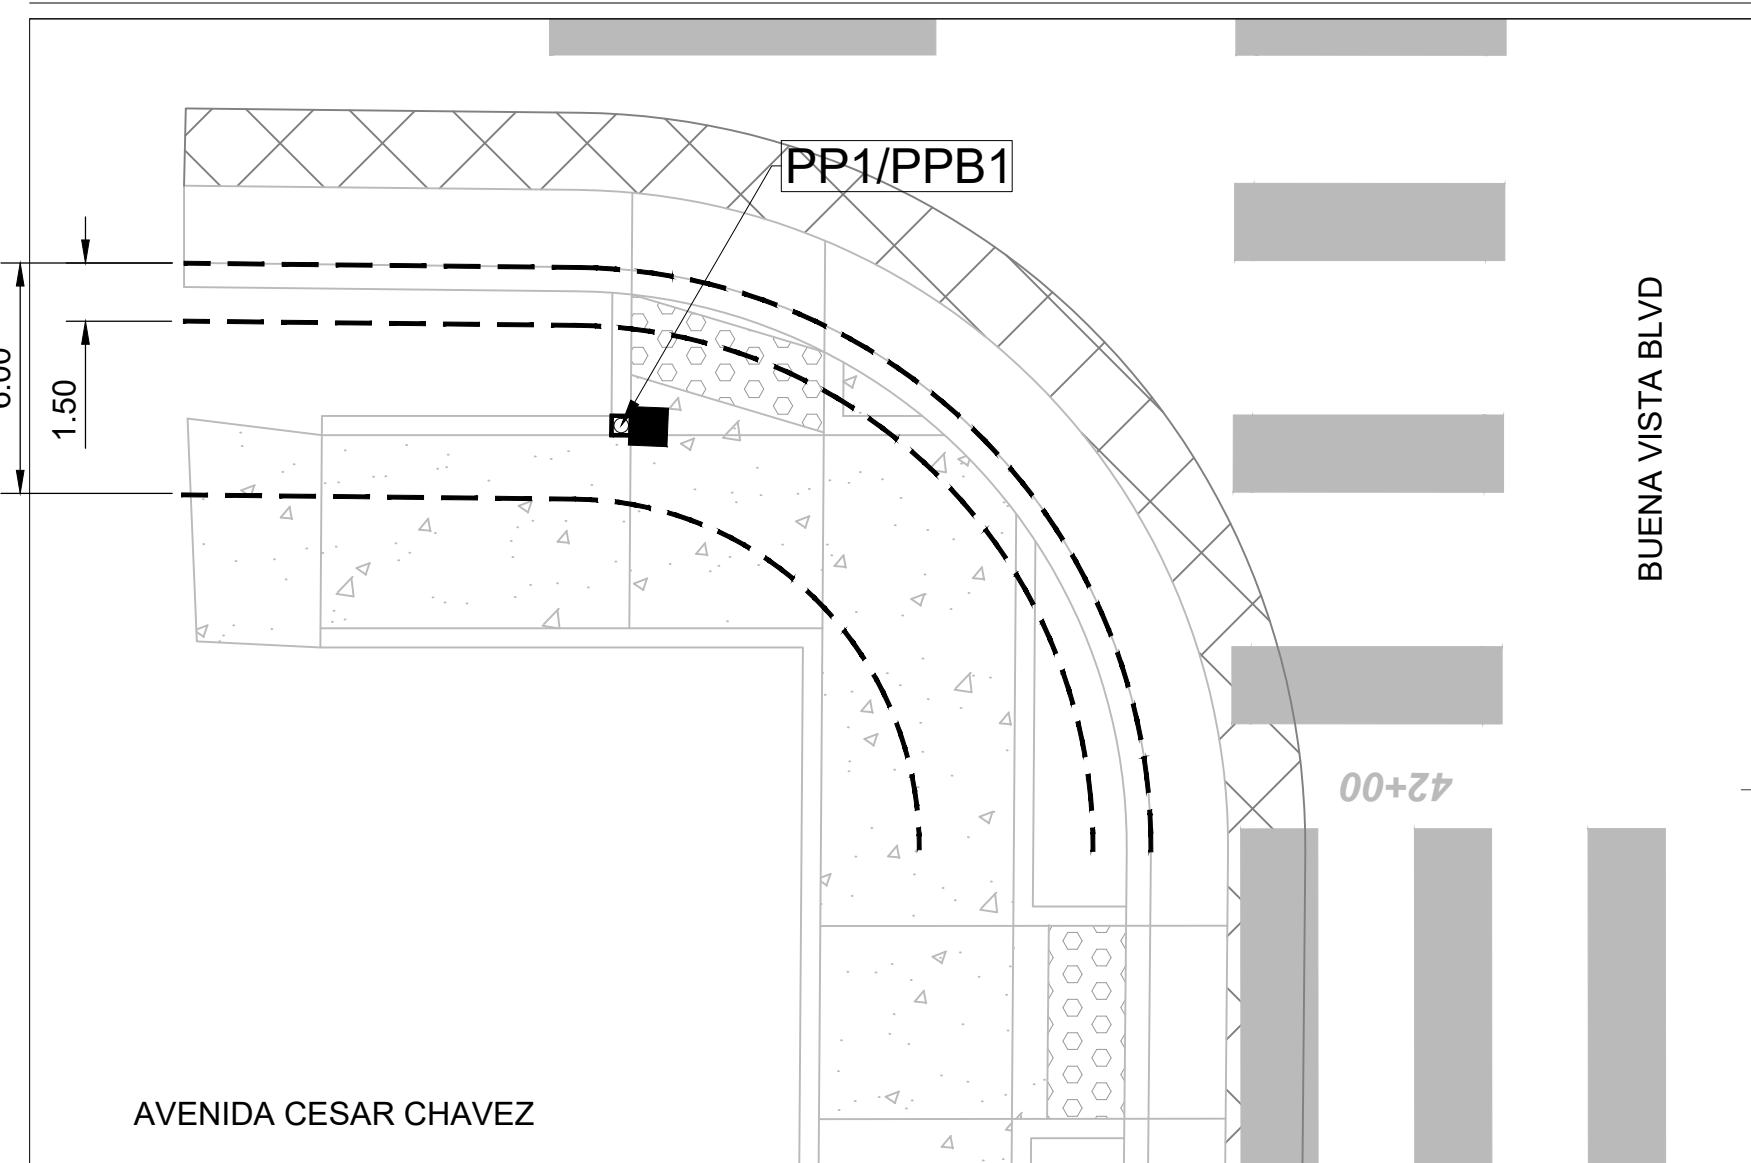 PP1/PPB1
1.50
BUENA VISTA BLVD
42+00
AVENIDA CESAR CHAVEZ